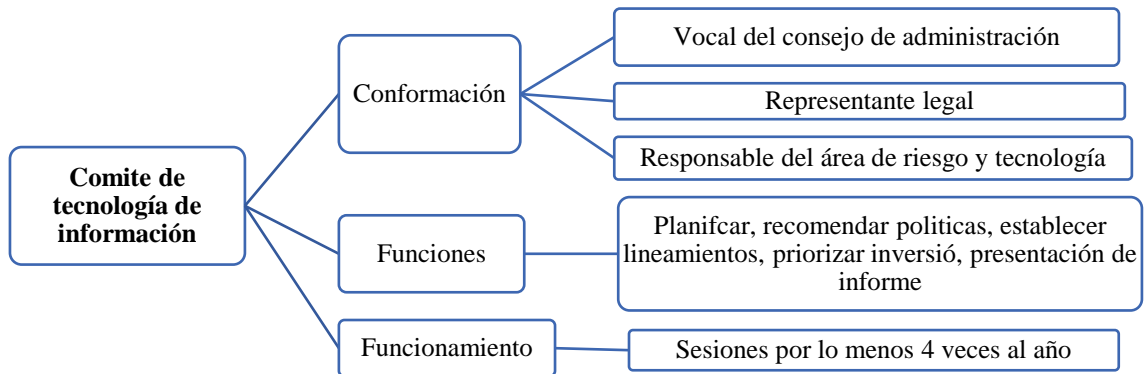 Comite de
tecnología de
información
Conformación
Vocal del consejo de administración
Representante legal
Responsable del área de riesgo y tecnología
Funciones
Planifcar, recomendar politicas, establecer
lineamientos, priorizar inversió, presentación de
informe
Funcionamiento
Sesiones por lo menos 4 veces al año